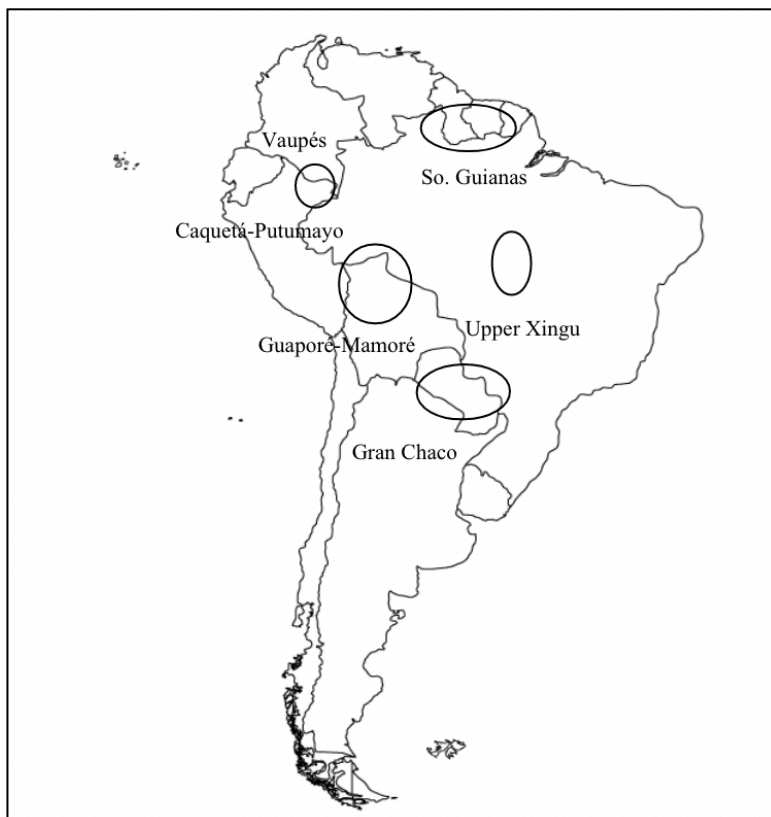 Vaupés
So. Guianas
Caquetá-Putumayo
Upper Xingu
Guaporé-Mamoré
Gran Chaco